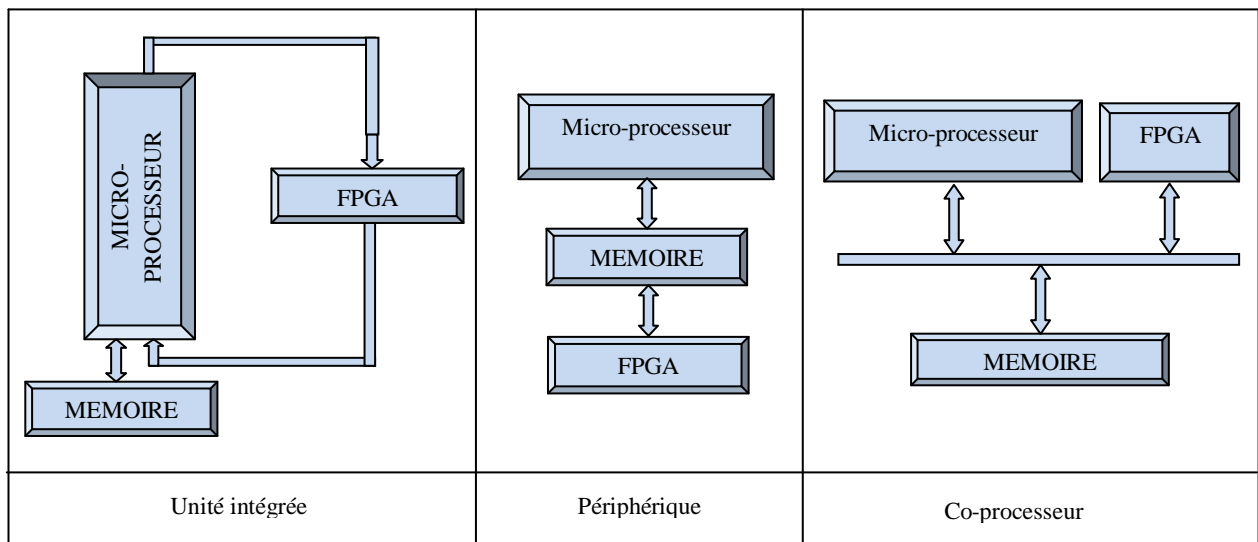 MICRO-
PROCESSEUR
FPGA
MEMOIRE
Micro-processeur
MEMOIRE
FPGA
Micro-processeur
FPGA
MEMOIRE
Unité intégrée
Périphérique
Co-processeur